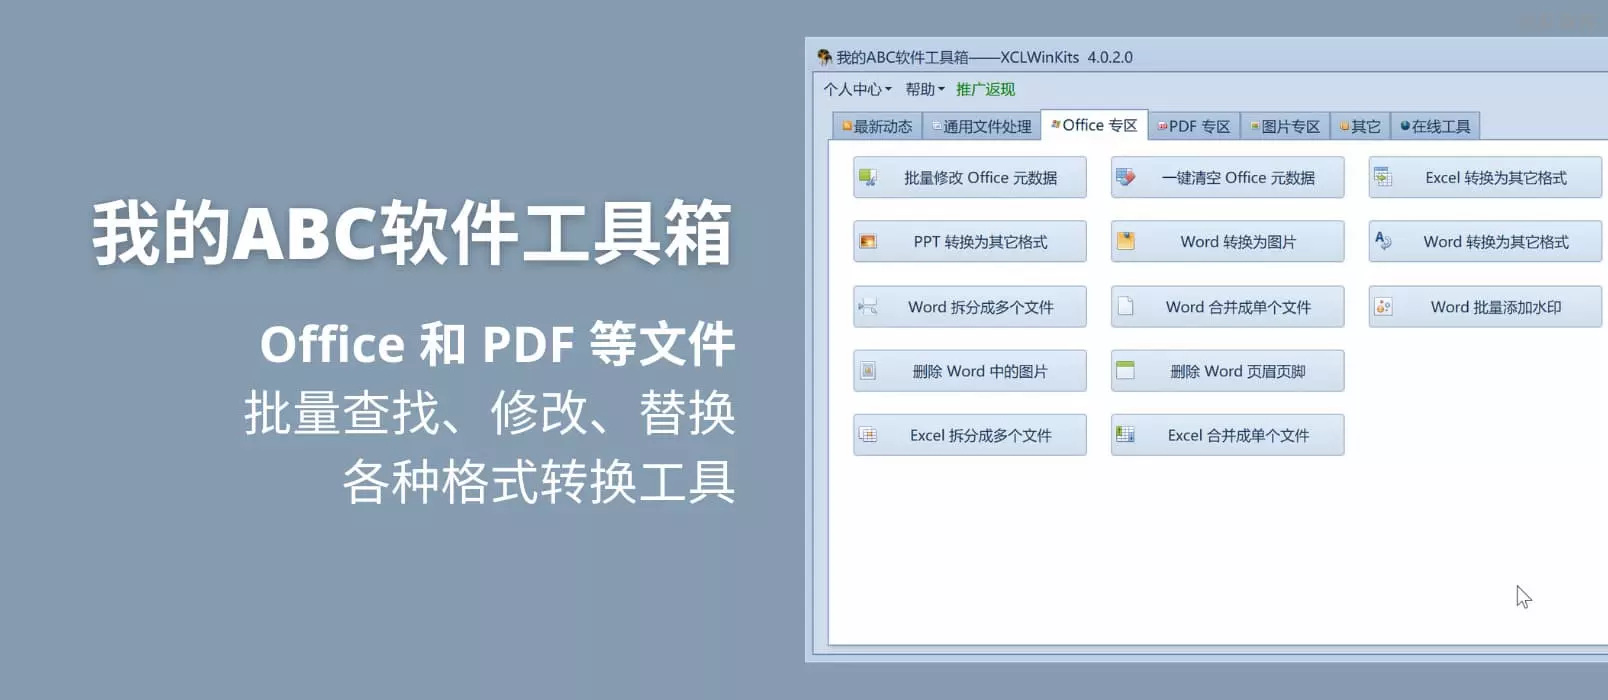 我的ABC软件工具箱
Office 和 PDF 等文件
批量查找、修改、替换
各种格式转换工具
我的ABC软件工具箱——XCLWinKits 4.0.2.0
个人中心 帮助 推广返现
最新动态 通用文件处理 Office 专区 PDF 专区 图片专区 其它 在线工具
批量修改 Office 元数据 一键清空 Office 元数据 Excel 转换为其它格式
PPT 转换为其它格式 Word 转换为图片 Word 转换为其它格式
Word 拆分成多个文件 Word 合并成单个文件 Word 批量添加水印
删除 Word 中的图片 删除 Word 页眉页脚
Excel 拆分成多个文件 Excel 合并成单个文件